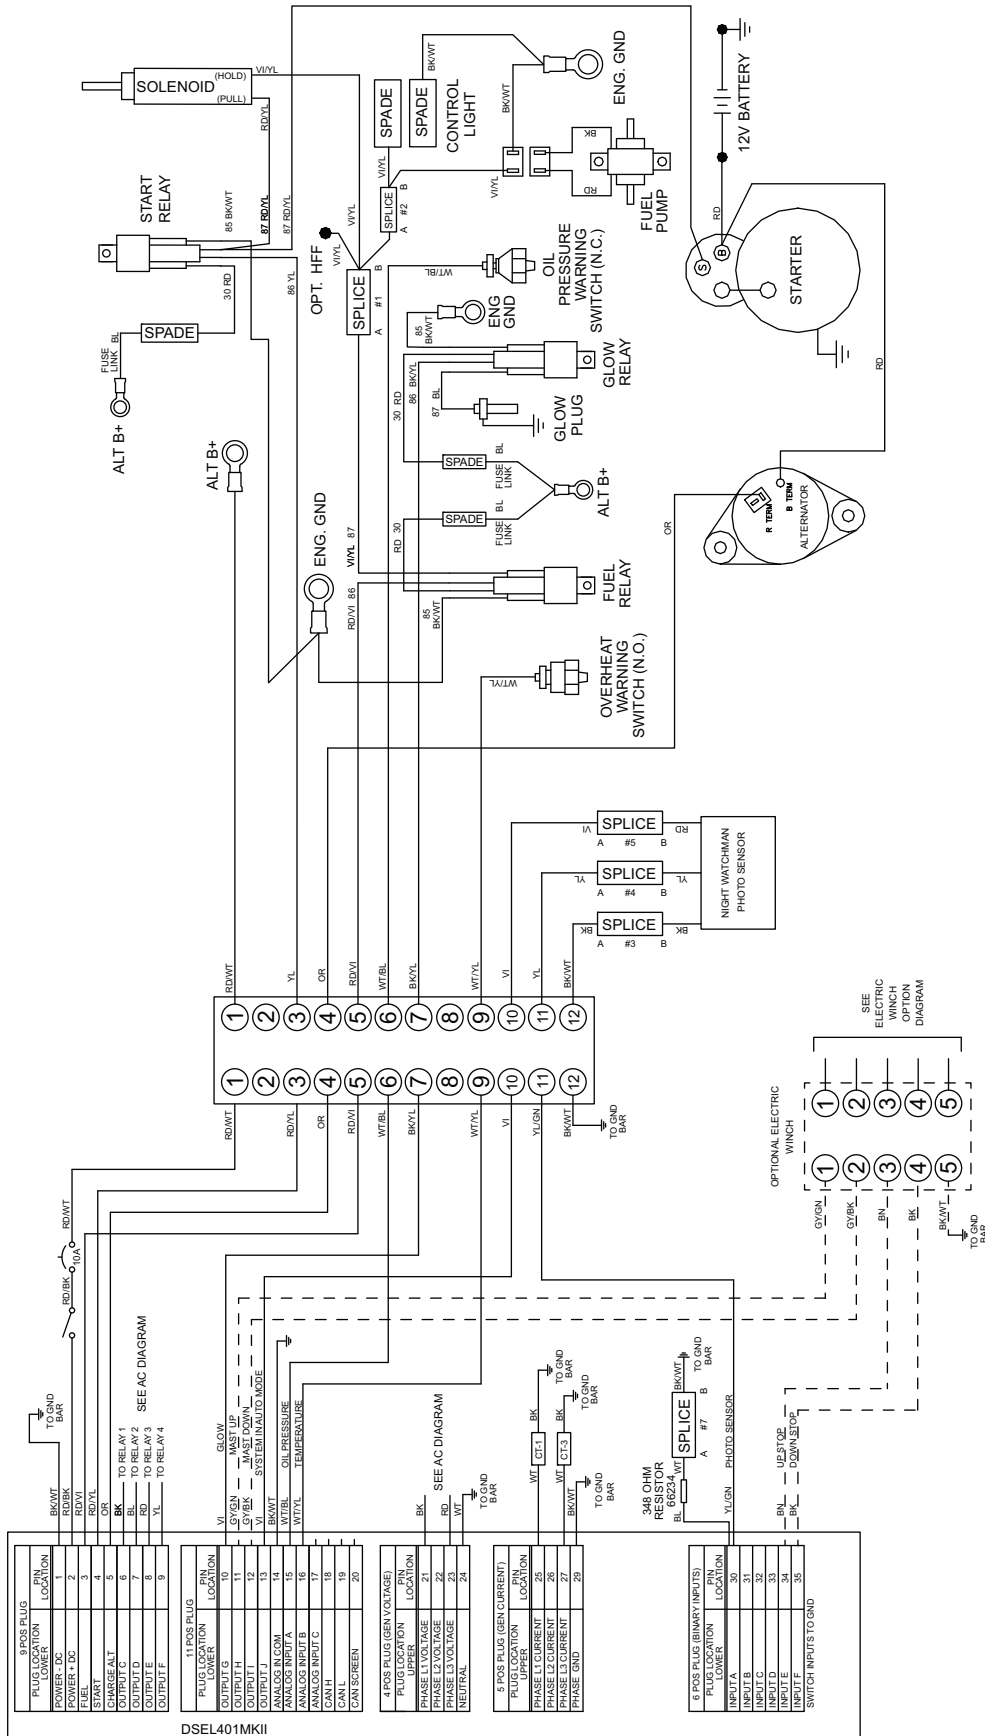 SOLENOID
(HOLD)
(PULL)
VI/YL
RD/YL
START
RELAY
85 BK/WT
87 RD/YL
87 RD/YL
86 YL
30 RD
SPADE
FUSE
LINK
BL
ALT B+
ALT B+
OPT. HFF
VI/YL
VI/YL
SPLICE
A
#1
B
SPLICE
A
#2
B
VI/YL
SPADE
SPADE
CONTROL
LIGHT
BK/WT
BK/WT
ENG. GND
VI/YL
BK
RD
FUEL
PUMP
12V BATTERY
RD
S
B
STARTER
RD
WT/BL
OIL
PRESSURE
WARNING
SWITCH (N.C.)
85
BK/WT
ENG
GND
GLOW
RELAY
30 RD
86 BK/YL
87 BL
GLOW
PLUG
SPADE
FUSE
LINK
BL
SPADE
FUSE
LINK
BL
ALT B+
RD 30
ENG. GND
VI/YL 87
RD/VI 86
85
BK/WT
FUEL
RELAY
OR
R TERM
B TERM
ALTERNATOR
WT/YL
OVERHEAT
WARNING
SWITCH (N.O.)
VI
A
SPLICE
#5
B
RD
YL
A
SPLICE
#4
B
YL
BK
A
SPLICE
#3
B
BK
NIGHT WATCHMAN
PHOTO SENSOR
RD/WT
YL
OR
RD/VI
WT/BL
BK/YL
WT/YL
VI
YL
BK/WT
1
2
3
4
5
6
7
8
9
10
11
12
1
2
3
4
5
6
7
8
9
10
11
12
RD/WT
RD/YL
OR
RD/VI
WT/BL
BK/YL
WT/YL
VI
YL/GN
BK/WT
TO GND
BAR
SEE
ELECTRIC
WINCH
OPTION
DIAGRAM
OPTIONAL ELECTRIC
WINCH
1
2
3
4
5
1
2
3
4
5
GY/GN
GY/BK
BN
BK
BK/WT
TO GND
BAR
RD/WT
10A
RD/BK
TO GND
BAR
SEE AC DIAGRAM
TO RELAY 1
TO RELAY 2
TO RELAY 3
TO RELAY 4
BK/WT
RD/BK
RD/VI
RD/YL
OR
BK
BL
RD
YL
9 POS PLUG
PLUG LOCATION
LOWER
PIN
LOCATION
POWER - DC 1
POWER + DC 2
FUEL 3
START 4
CHARGE ALT. 5
OUTPUT C 6
OUTPUT D 7
OUTPUT E 8
OUTPUT F 9
GLOW
MAST UP
MAST DOWN
SYSTEM IN AUTO MODE
OIL PRESSURE
TEMPERATURE
VI
GY/GN
GY/BK
VI
BK/WT
WT/BL
WT/YL
11 POS PLUG
PLUG LOCATION
LOWER
PIN
LOCATION
OUTPUT G 10
OUTPUT H 11
OUTPUT I 12
OUTPUT J 13
ANALOG IN COM 14
ANALOG INPUT A 15
ANALOG INPUT B 16
ANALOG INPUT C 17
CAN H 18
CAN L 19
CAN SCREEN 20
SEE AC DIAGRAM
BK
RD
WT
TO GND
BAR
4 POS PLUG (GEN VOLTAGE)
PLUG LOCATION
UPPER
PIN
LOCATION
PHASE L1 VOLTAGE 21
PHASE L2 VOLTAGE 22
PHASE L3 VOLTAGE 23
NEUTRAL 24
WT
CT-1
BK
TO GND
BAR
WT
CT-3
BK
TO GND
BAR
BK/WT
TO GND
BAR
5 POS PLUG (GEN CURRENT)
PLUG LOCATION
UPPER
PIN
LOCATION
PHASE L1 CURRENT 25
PHASE L2 CURRENT 26
PHASE L3 CURRENT 27
PHASE GND 29
348 OHM
RESISTOR
66234
BL
WT
A
SPLICE
#7
B
BK/WT
TO GND
BAR
PHOTO SENSOR
YL/GN
UP STOP
DOWN STOP
BN
BK
6 POS PLUG (BINARY INPUTS)
PLUG LOCATION
LOWER
PIN
LOCATION
INPUT A 30
INPUT B 31
INPUT C 32
INPUT D 33
INPUT E 34
INPUT F 35
SWITCH INPUTS TO GND
DSEL401MKII